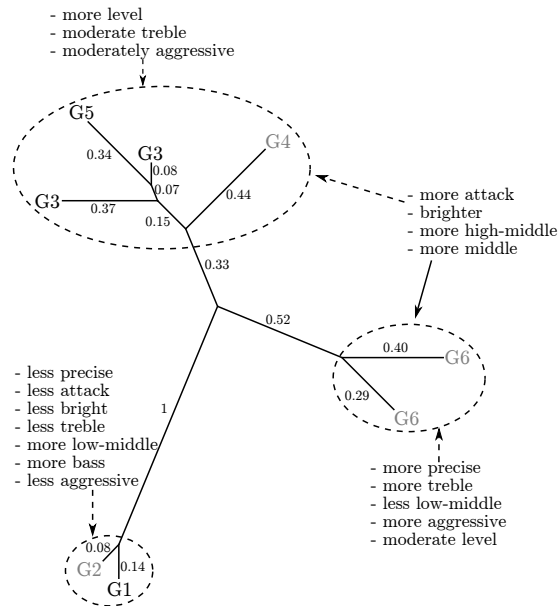 - more level
- moderate treble
- moderately aggressive
G5
G4
G3
0.34
0.08
0.07
G3
0.37
0.44
0.15
- more attack
- brighter
- more high-middle
- more middle
0.33
0.52
0.40
G6
0.29
G6
- less precise
- less attack
- less bright
- less treble
- more low-middle
- more bass
- less aggressive
1
- more precise
- more treble
- less low-middle
- more aggressive
- moderate level
0.08
G2
0.14
G1